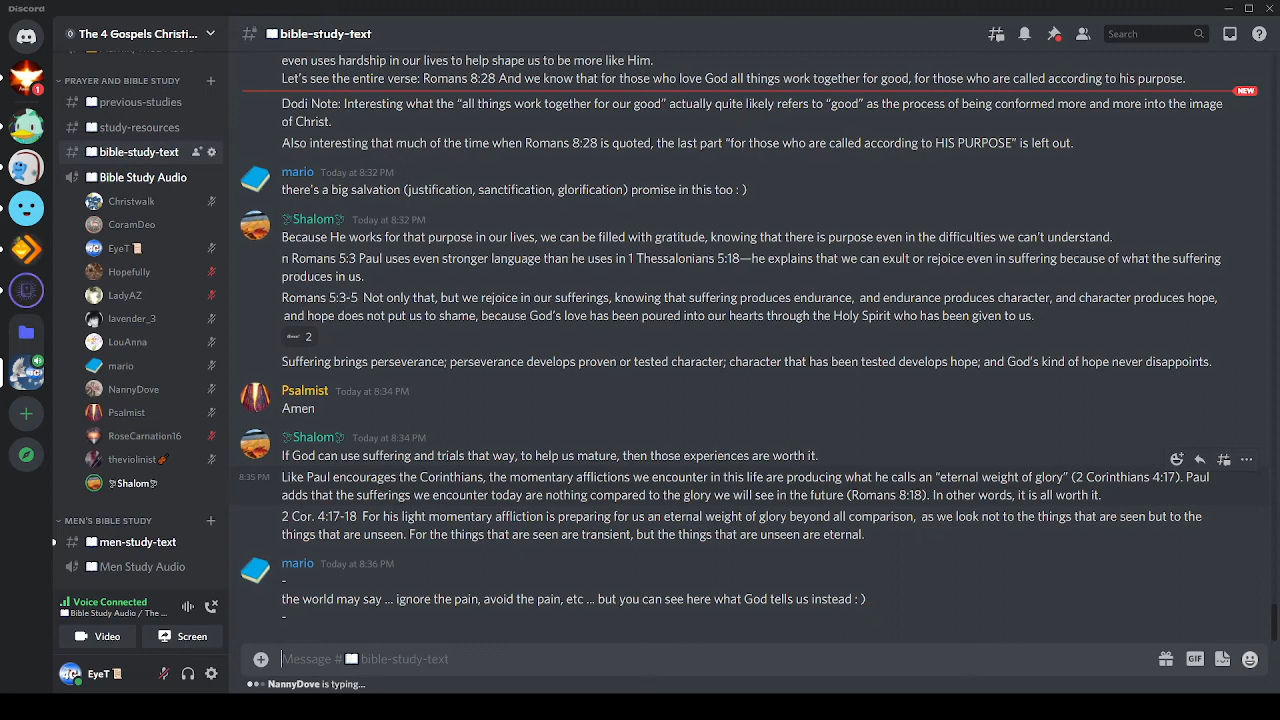 Discord
The 4 Gospels Christi...
bible-study-text
Search
PRAYER AND BIBLE STUDY
previous-studies
study-resources
bible-study-text
Bible Study Audio
Christwalk
CoramDeo
EyeT
Hopefully
LadyAZ
lavender_3
LouAnna
mario
NannyDove
Psalmist
RoseCarnation16
theviolinist
Shalom
MEN'S BIBLE STUDY
men-study-text
Men Study Audio
Voice Connected
Bible Study Audio / The ...
Video
Screen
EyeT
1
even uses hardship in our lives to help shape us to be more like Him.
Let's see the entire verse: Romans 8:28 And we know that for those who love God all things work together for good, for those who are called according to his purpose.
NEW
Dodi Note: Interesting what the “all things work together for our good” actually quite likely refers to “good” as the process of being conformed more and more into the image
of Christ.
Also interesting that much of the time when Romans 8:28 is quoted, the last part “for those who are called according to HIS PURPOSE” is left out.
mario Today at 8:32 PM
there's a big salvation (justification, sanctification, glorification) promise in this too : )
Shalom Today at 8:32 PM
Because He works for that purpose in our lives, we can be filled with gratitude, knowing that there is purpose even in the difficulties we can't understand.
n Romans 5:3 Paul uses even stronger language than he uses in 1 Thessalonians 5:18—he explains that we can exult or rejoice even in suffering because of what the suffering
produces in us.
Romans 5:3-5 Not only that, but we rejoice in our sufferings, knowing that suffering produces endurance, and endurance produces character, and character produces hope,
and hope does not put us to shame, because God's love has been poured into our hearts through the Holy Spirit who has been given to us.
2
Suffering brings perseverance; perseverance develops proven or tested character; character that has been tested develops hope; and God's kind of hope never disappoints.
Psalmist Today at 8:34 PM
Amen
Shalom Today at 8:34 PM
If God can use suffering and trials that way, to help us mature, then those experiences are worth it.
8:35 PM Like Paul encourages the Corinthians, the momentary afflictions we encounter in this life are producing what he calls an “eternal weight of glory” (2 Corinthians 4:17). Paul
adds that the sufferings we encounter today are nothing compared to the glory we will see in the future (Romans 8:18). In other words, it is all worth it.
2 Cor. 4:17-18 For his light momentary affliction is preparing for us an eternal weight of glory beyond all comparison, as we look not to the things that are seen but to the
things that are unseen. For the things that are seen are transient, but the things that are unseen are eternal.
mario Today at 8:36 PM
-
the world may say ... ignore the pain, avoid the pain, etc ... but you can see here what God tells us instead : )
-
Message # bible-study-text
GIF
NannyDove is typing...